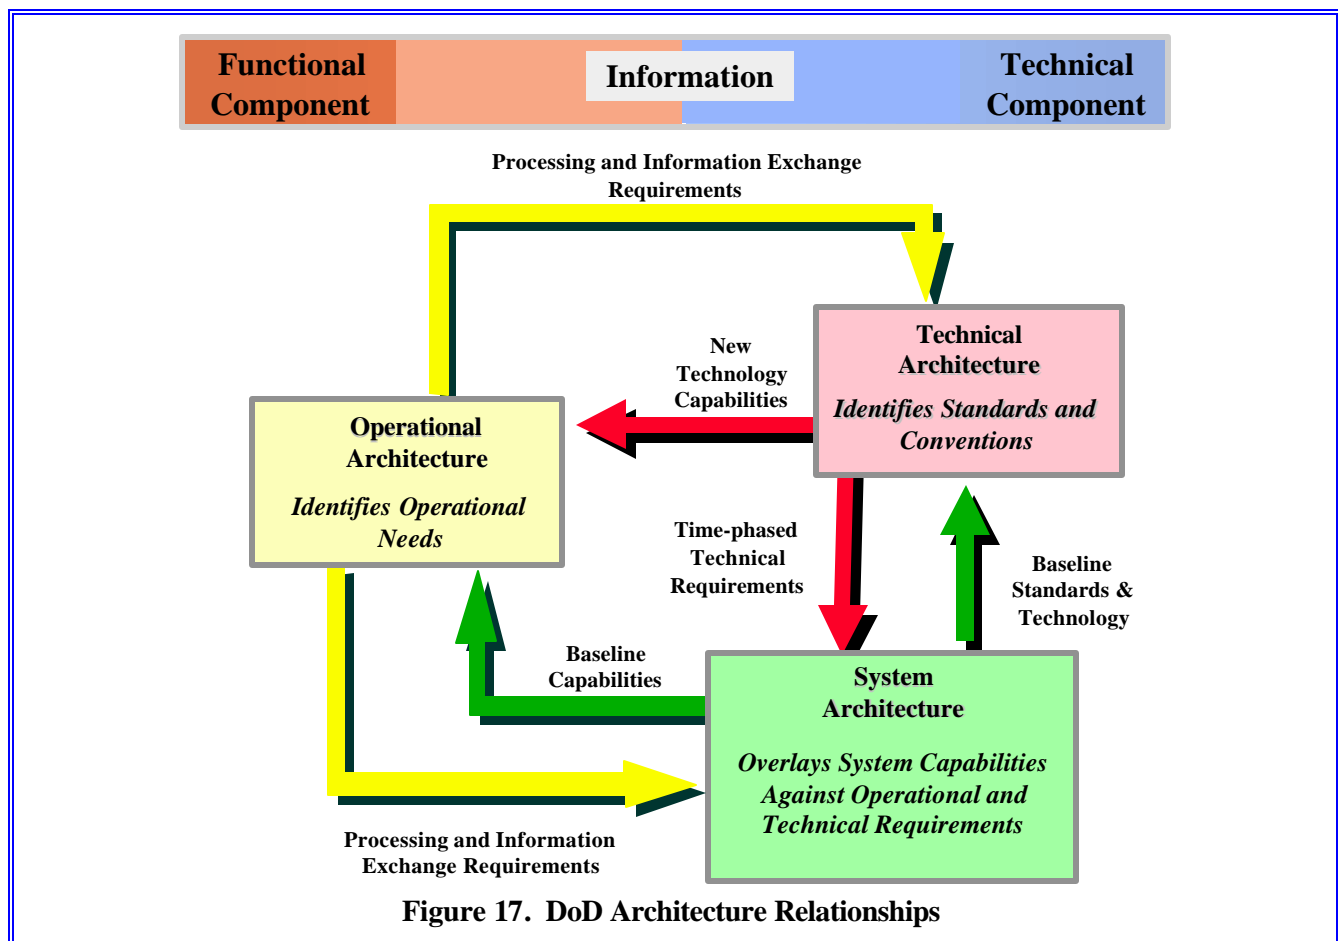 Functional
Component
Information
Technical
Component
Processing and Information Exchange
Requirements
Technical
Architecture
Identifies Standards and
Conventions
New
Technology
Capabilities
Operational
Architecture
Identifies Operational
Needs
Time-phased
Technical
Requirements
Baseline
Standards &
Technology
Baseline
Capabilities
System
Architecture
Overlays System Capabilities
Against Operational and
Technical Requirements
Processing and Information
Exchange Requirements
Figure 17. DoD Architecture Relationships